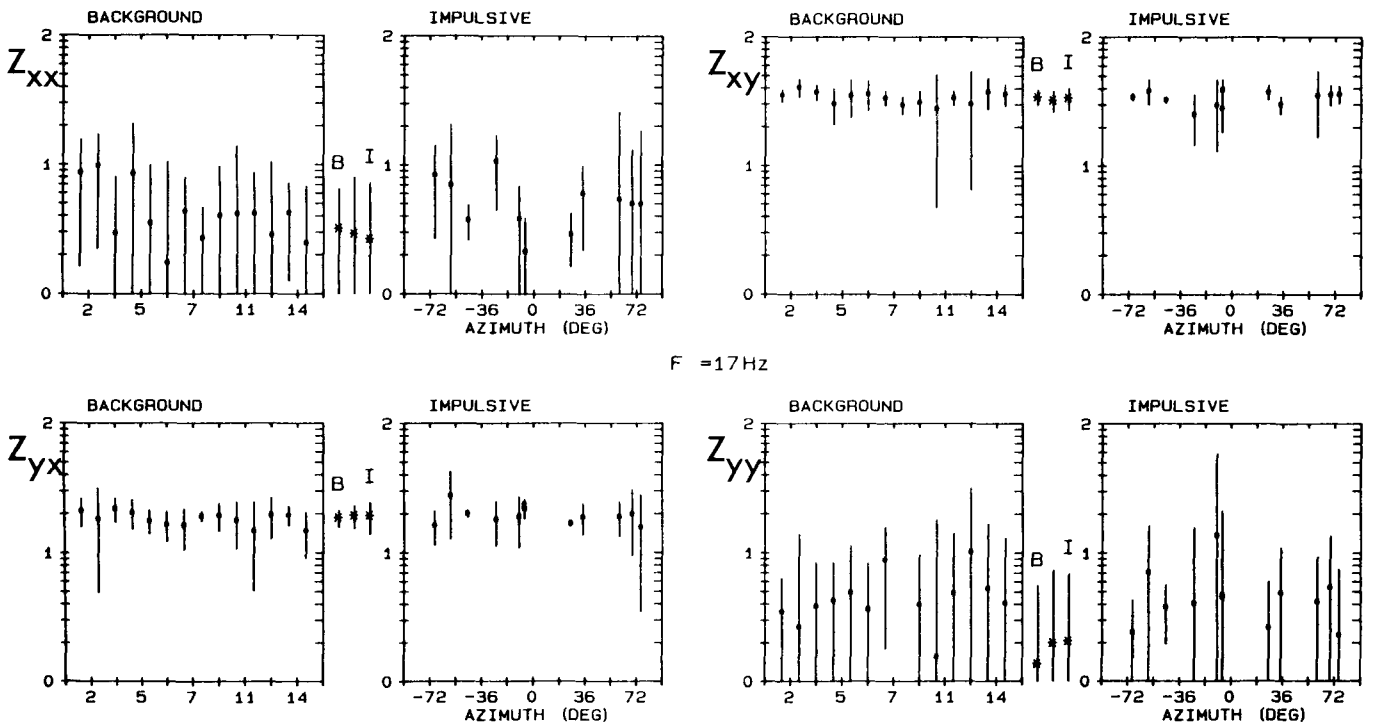 BACKGROUND IMPULSIVE BACKGROUND IMPULSIVE
2 2 2 2
Zxx Zxy
B I B I
1 1 1 1
0 0 0 0
2 5 7 11 14 -72 -36 0 36 72 2 5 7 11 14 -72 -36 0 36 72
AZIMUTH (DEG) AZIMUTH (DEG)
F =17Hz
BACKGROUND IMPULSIVE BACKGROUND IMPULSIVE
2 2 2 2
Zyx Zyy
B I B I
1 1 1 1
0 0 0 0
2 5 7 11 14 -72 -36 0 36 72 2 5 7 11 14 -72 -36 0 36 72
AZIMUTH (DEG) AZIMUTH (DEG)